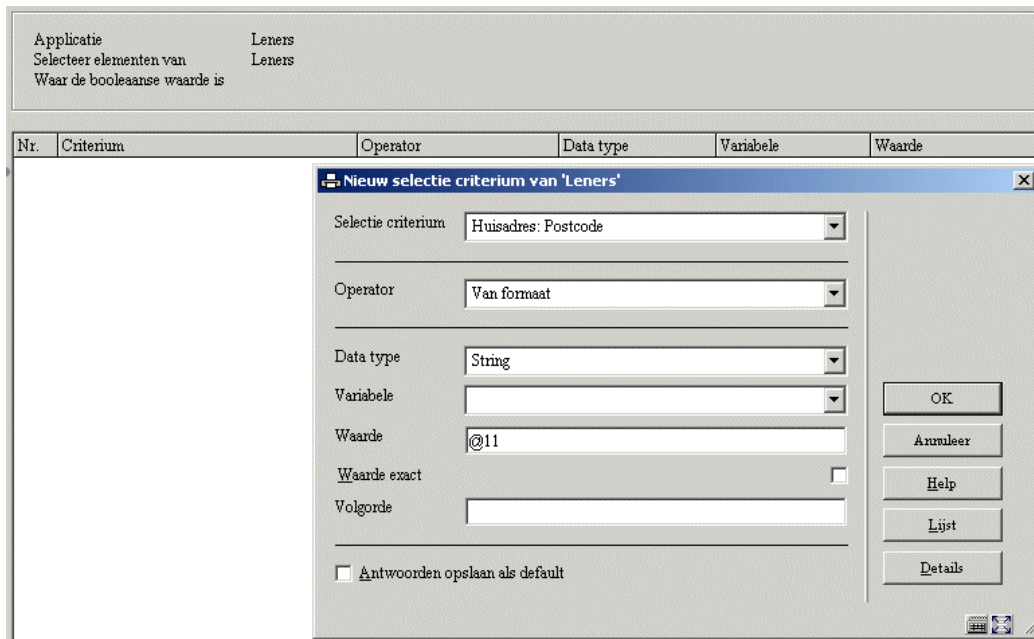 Applicatie Leners
Selecteer elementen van Leners
Waar de booleaanse waarde is
Nr. Criterium Operator Data type Variabele Waarde
Nieuw selectie criterium van 'Leners'
Selectie criterium Huisadres: Postcode
Operator Van formaat
Data type String
Variabele OK
Waarde @11 Annuleer
Waarde exact Help
Volgorde Lijst
Antwoorden opslaan als default Details